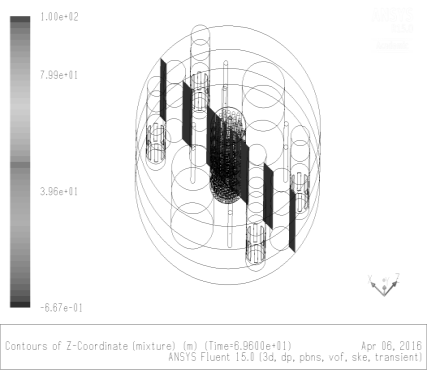 1.00e+02
7.99e+01
3.96e+01
-6.67e-01
Z
Contours of Z-Coordinate (mixture) (m) (Time=6.9600e+01) Apr 06, 2016
ANSYS Fluent 15.0 (3d, dp, pbns, vof, ske, transient)